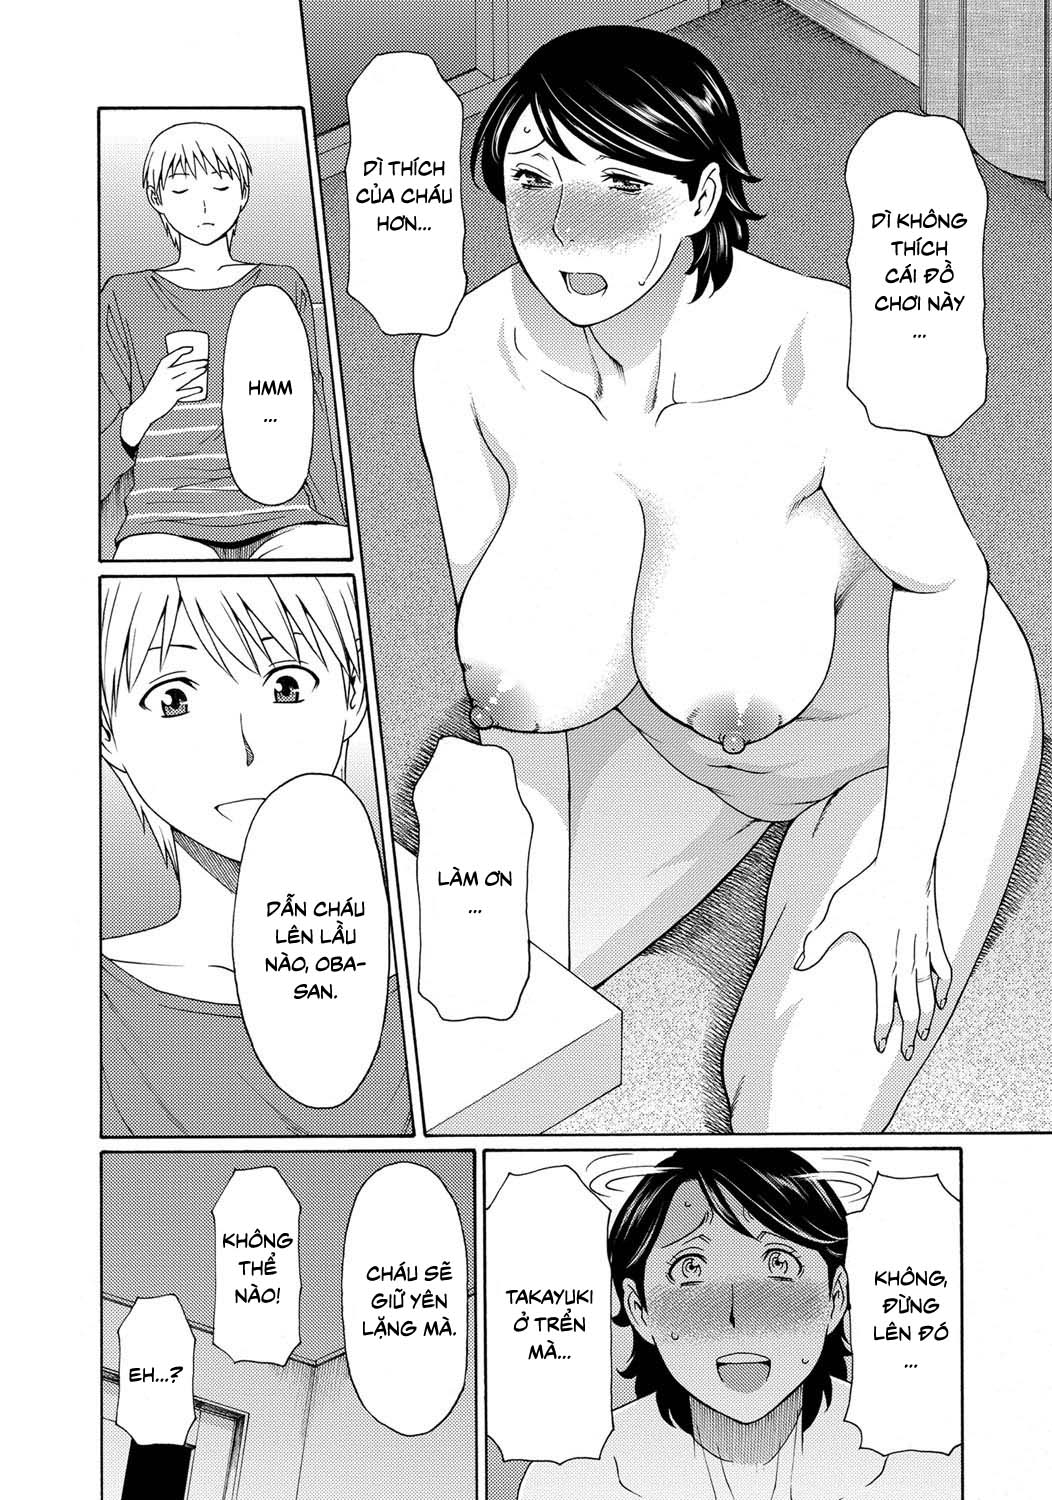 DÌ KHÔNG
THÍCH
CÁI ĐỒ
CHƠI NÀY
...
DÌ THÍCH
CỦA CHÁU
HƠN...
LÀM ƠN
...
HMM
...
DẪN CHÁU
LÊN LẦU
NÀO, OBA-
SAN.
KHÔNG,
ĐỪNG
LÊN ĐÓ
...
TAKAYUKI
Ở TRÊN
MÀ...
CHÁU SẼ
GIỮ YÊN
LẶNG MÀ.
KHÔNG
THỂ
NÀO!
EH...?